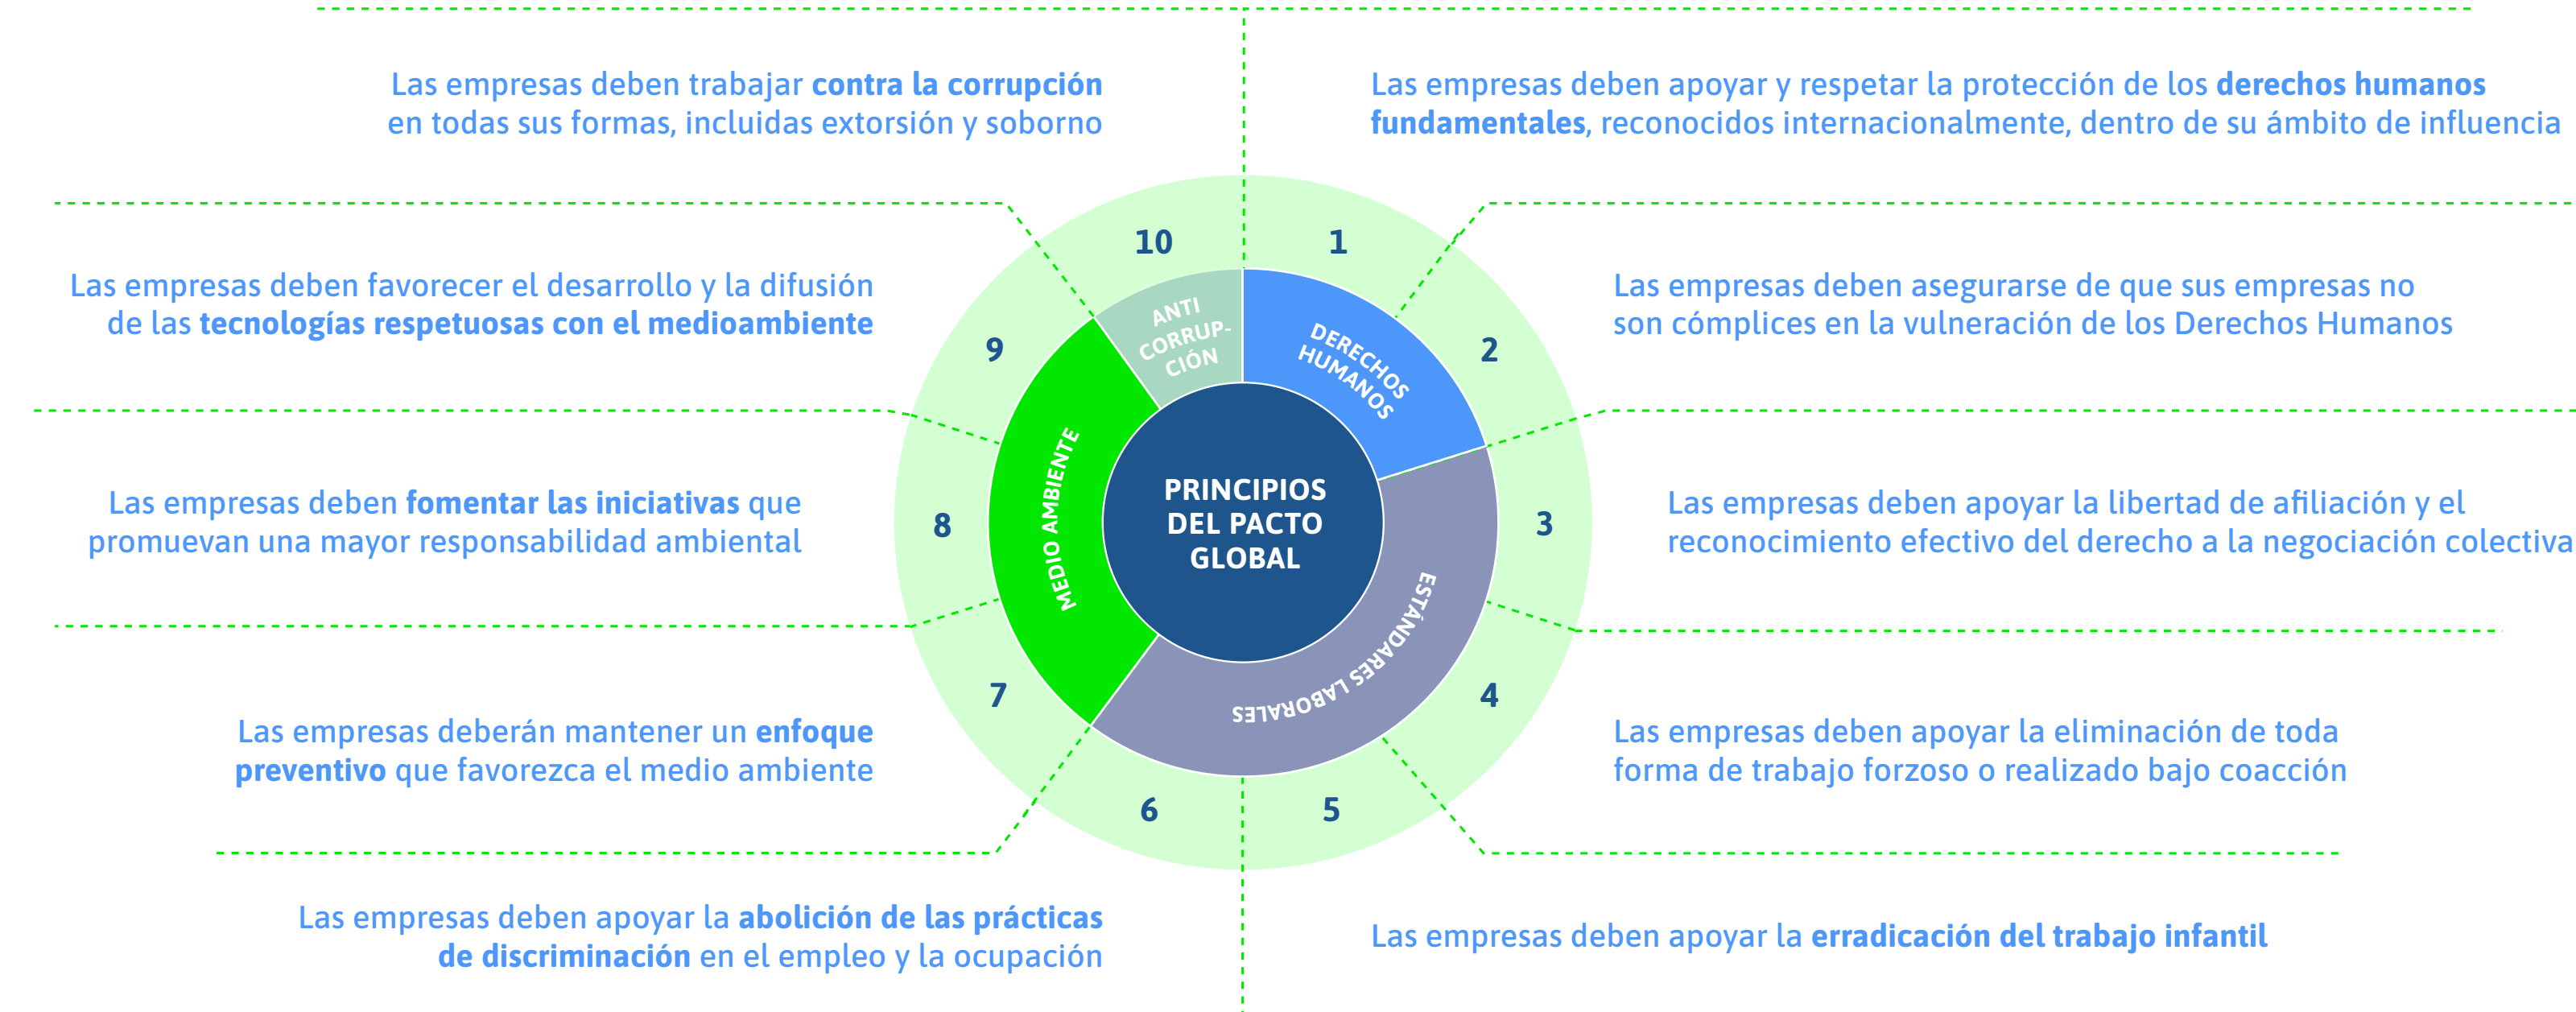 Las empresas deben trabajar contra la corrupción
en todas sus formas, incluidas extorsión y soborno
Las empresas deben apoyar y respetar la protección de los derechos humanos
fundamentales, reconocidos internacionalmente, dentro de su ámbito de influencia
Las empresas deben favorecer el desarrollo y la difusión
de las tecnologías respetuosas con el medioambiente
Las empresas deben asegurarse de que sus empresas no
son cómplices en la vulneración de los Derechos Humanos
Las empresas deben fomentar las iniciativas que
promuevan una mayor responsabilidad ambiental
Las empresas deben apoyar la libertad de afiliación y el
reconocimiento efectivo del derecho a la negociación colectiva
Las empresas deberán mantener un enfoque
preventivo que favorezca el medio ambiente
Las empresas deben apoyar la eliminación de toda
forma de trabajo forzoso o realizado bajo coacción
Las empresas deben apoyar la abolición de las prácticas
de discriminación en el empleo y la ocupación
Las empresas deben apoyar la erradicación del trabajo infantil
1
2
3
4
5
6
7
8
9
10
ANTI
CORRUP-
CIÓN
DERECHOS
HUMANOS
ESTÁNDARES LABORALES
MEDIO AMBIENTE
PRINCIPIOS
DEL PACTO
GLOBAL